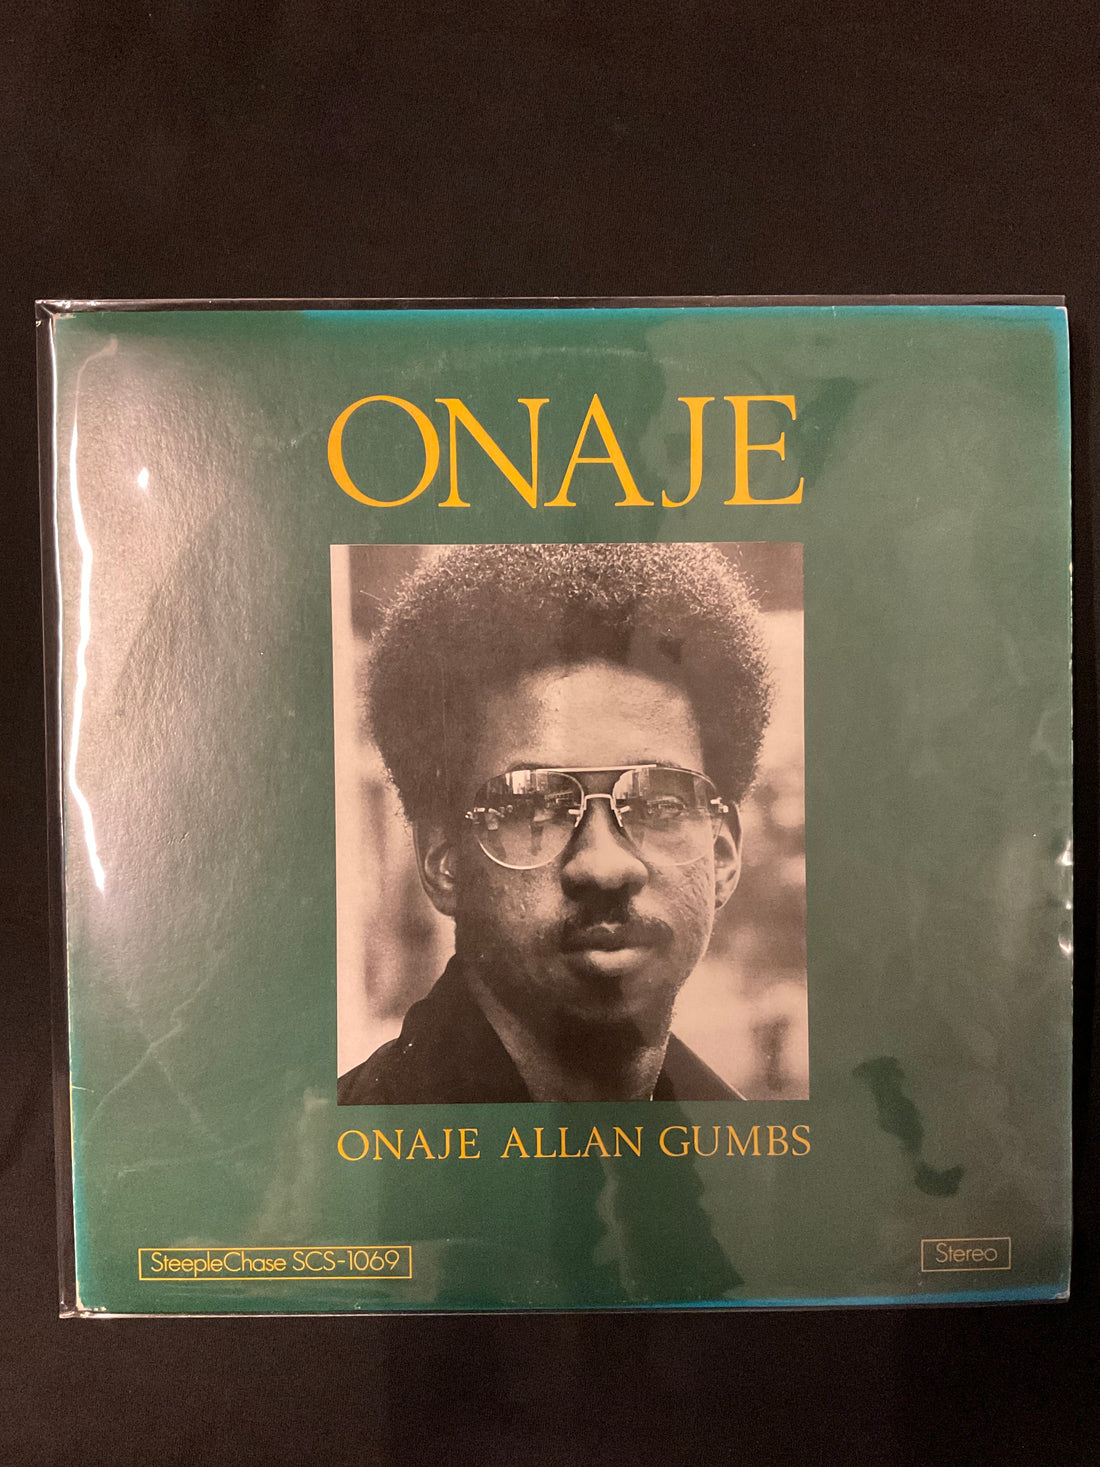 ONAJE
ONAJE ALLAN GUMBS
SteepleChase SCS-1069
Stereo